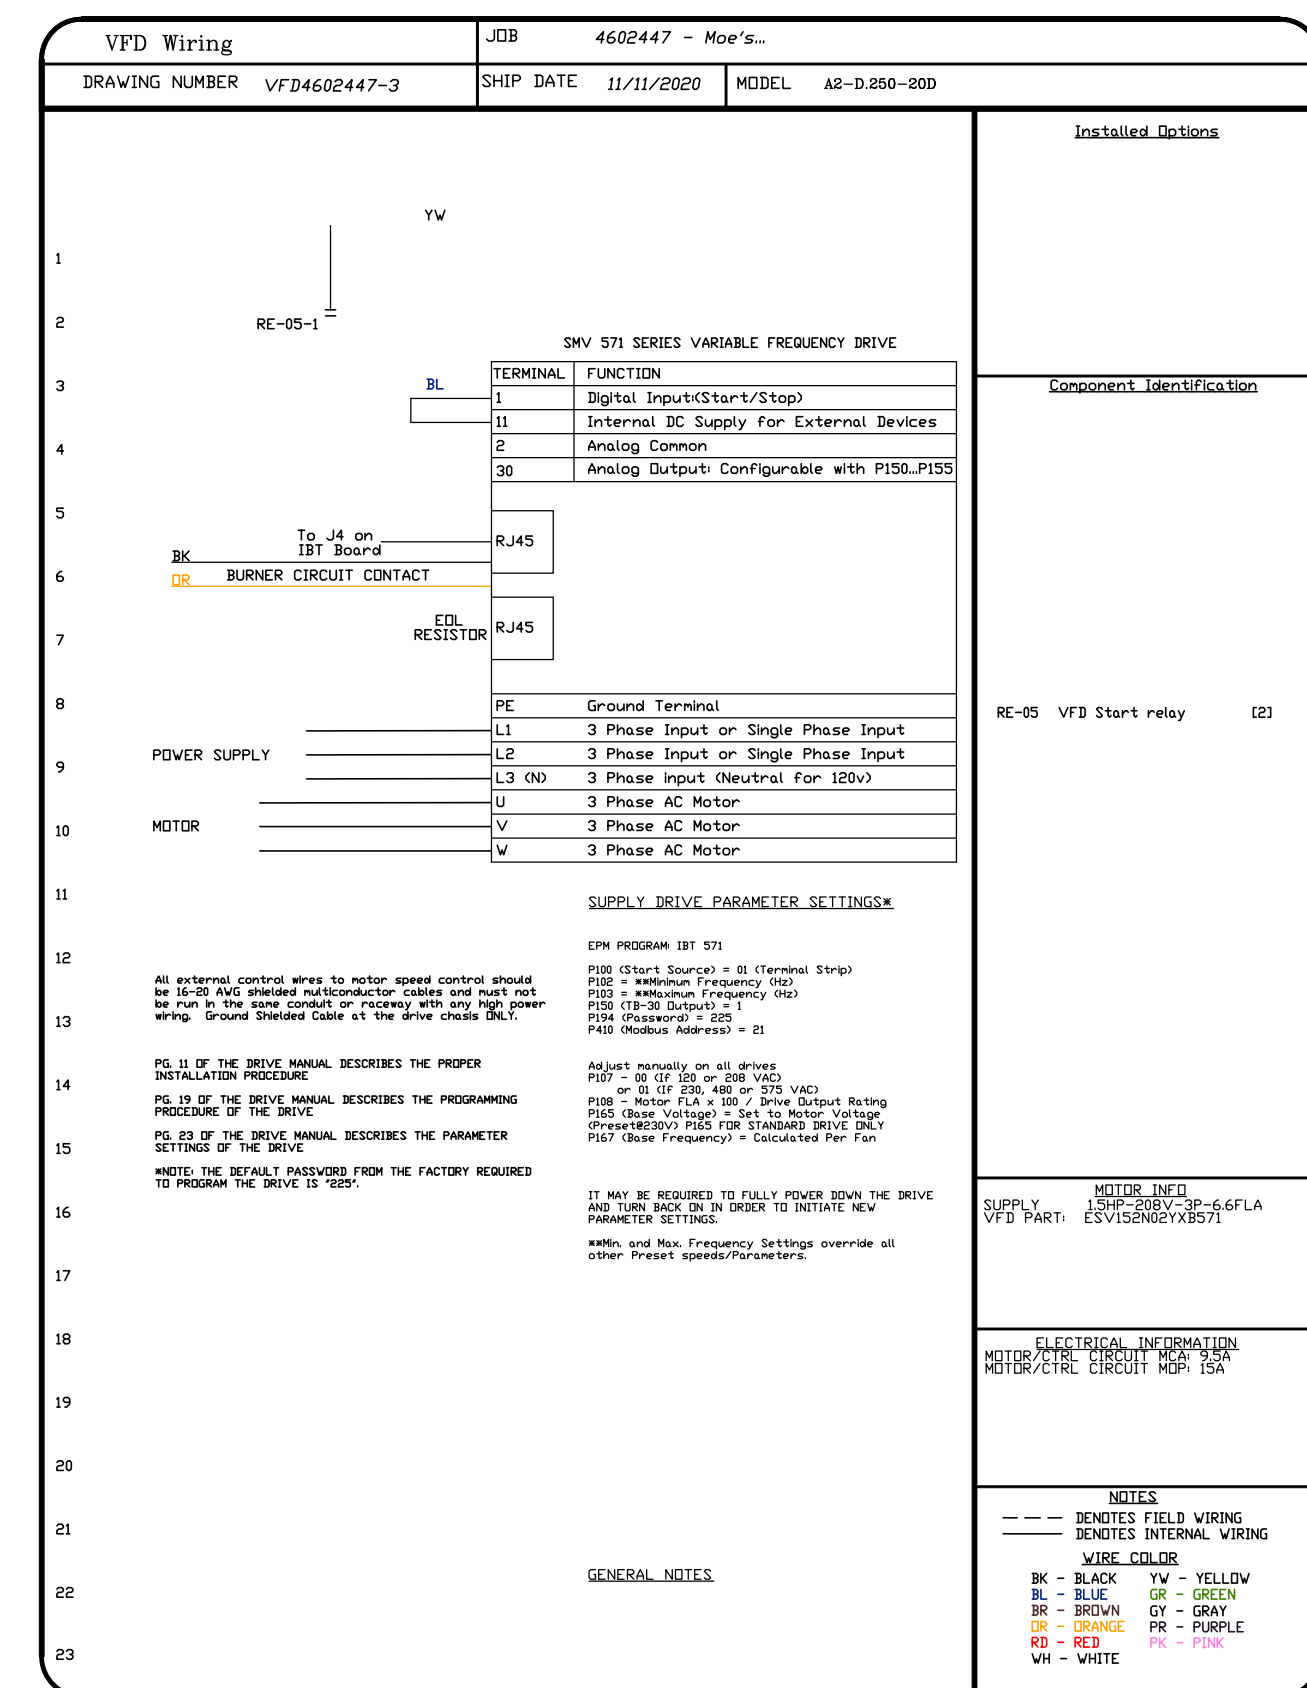 VFD Wiring
JOB 4602447 - Moe's...
DRAWING NUMBER VFD4602447-3
SHIP DATE 11/11/2020
MODEL A2-D.250-20D
Installed Options
YW
1
RE-05-1
2
SMV 571 SERIES VARIABLE FREQUENCY DRIVE
TERMINAL FUNCTION
3
BL
1 Digital Input:(Start/Stop)
11 Internal DC Supply for External Devices
2 Analog Common
30 Analog Output: Configurable with P150...P155
Component Identification
4
5
To J4 on
IBT Board
RJ45
BK
6
OR
BURNER CIRCUIT CONTACT
EOL
RESISTOR
RJ45
7
8
PE Ground Terminal
L1 3 Phase Input or Single Phase Input
POWER SUPPLY
L2 3 Phase Input or Single Phase Input
9
L3 (N) 3 Phase input (Neutral for 120v)
U 3 Phase AC Motor
MOTOR
V 3 Phase AC Motor
10
W 3 Phase AC Motor
RE-05 VFD Start relay [2]
11
SUPPLY DRIVE PARAMETER SETTINGS*
12
EPM PROGRAM: IBT 571
P100 (Start Source) = 01 (Terminal Strip)
P102 = **Minimum Frequency (Hz)
P103 = **Maximum Frequency (Hz)
P150 (TB-30 Output) = 1
P194 (Password) = 225
P410 (Modbus Address) = 21
All external control wires to motor speed control should
be 16-20 AWG shielded multiconductor cables and must not
be run in the same conduit or raceway with any high power
wiring. Ground Shielded Cable at the drive chasis ONLY.
13
PG. 11 OF THE DRIVE MANUAL DESCRIBES THE PROPER
INSTALLATION PROCEDURE
14
PG. 19 OF THE DRIVE MANUAL DESCRIBES THE PROGRAMMING
PROCEDURE OF THE DRIVE
PG. 23 OF THE DRIVE MANUAL DESCRIBES THE PARAMETER
SETTINGS OF THE DRIVE
15
*NOTE: THE DEFAULT PASSWORD FROM THE FACTORY REQUIRED
TO PROGRAM THE DRIVE IS "225".
Adjust manually on all drives
P107 - 00 (If 120 or 208 VAC)
or 01 (If 230, 480 or 575 VAC)
P108 - Motor FLA x 100 / Drive Output Rating
P165 (Base Voltage) = Set to Motor Voltage
(Preset@230V) P165 FOR STANDARD DRIVE ONLY
P167 (Base Frequency) = Calculated Per Fan
IT MAY BE REQUIRED TO FULLY POWER DOWN THE DRIVE
AND TURN BACK ON IN ORDER TO INITIATE NEW
PARAMETER SETTINGS.
16
**Min. and Max. Frequency Settings override all
other Preset speeds/Parameters.
17
MOTOR INFO
SUPPLY 1.5HP-208V-3P-6.6FLA
VFD PART: ESV152N02YXB571
18
ELECTRICAL INFORMATION
MOTOR/CTRL CIRCUIT MCA: 9.5A
MOTOR/CTRL CIRCUIT MOP: 15A
19
20
21
GENERAL NOTES
22
23
NOTES
DENOTES FIELD WIRING
DENOTES INTERNAL WIRING
WIRE COLOR
BK - BLACK YW - YELLOW
BL - BLUE GR - GREEN
BR - BROWN GY - GRAY
OR - ORANGE PR - PURPLE
RD - RED PK - PINK
WH - WHITE